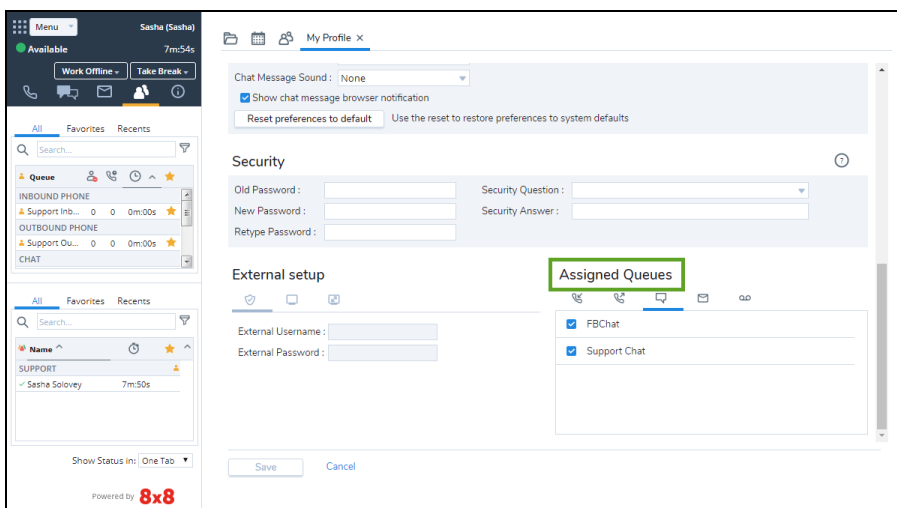 Menu
Sasha (Sasha)
Available
7m:54s
Work Offline
Take Break
All Favorites Recents
Search...
Queue
INBOUND PHONE
Support Inb... 0 0 0m:00s
OUTBOUND PHONE
Support Ou... 0 0 0m:00s
CHAT
All Favorites Recents
Search...
Name
SUPPORT
Sasha Solovey 7m:50s
Show Status in: One Tab
Powered by 8x8
My Profile ×
Chat Message Sound : None
Show chat message browser notification
Reset preferences to default Use the reset to restore preferences to system defaults
Security
?
Old Password : Security Question :
New Password : Security Answer :
Retype Password :
External setup
External Username :
External Password :
Assigned Queues
FBChat
Support Chat
Save Cancel